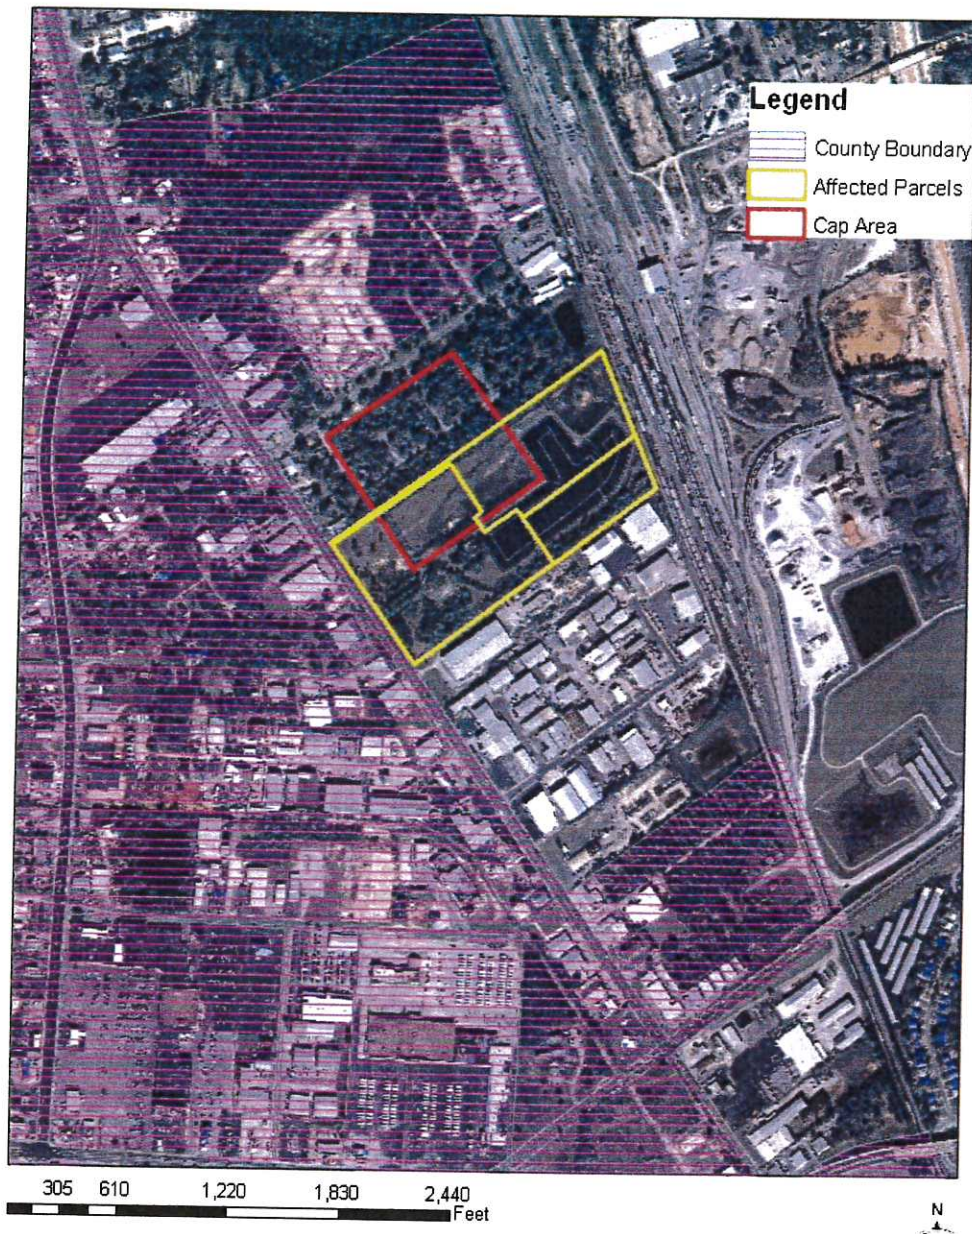 Legend
County Boundary
Affected Parcels
Cap Area
305 610 1,220 1,830 2,440
Feet
N